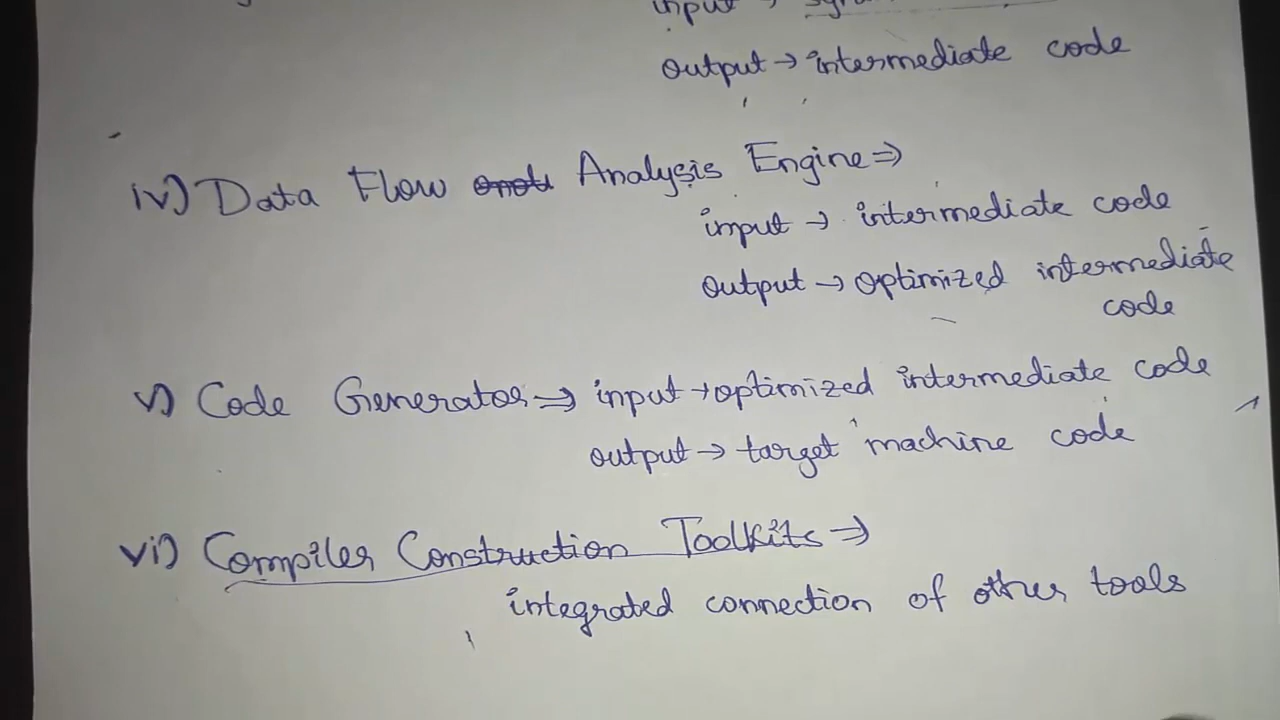 input →
output → intermediate code
iv) Data Flow Analysis Engine ⇒
input → intermediate code
output → optimized intermediate
code
v) Code Generator ⇒ input → optimized intermediate code
output → target machine code
vi) Compiler Construction Toolkits ⇒
integrated connection of other tools